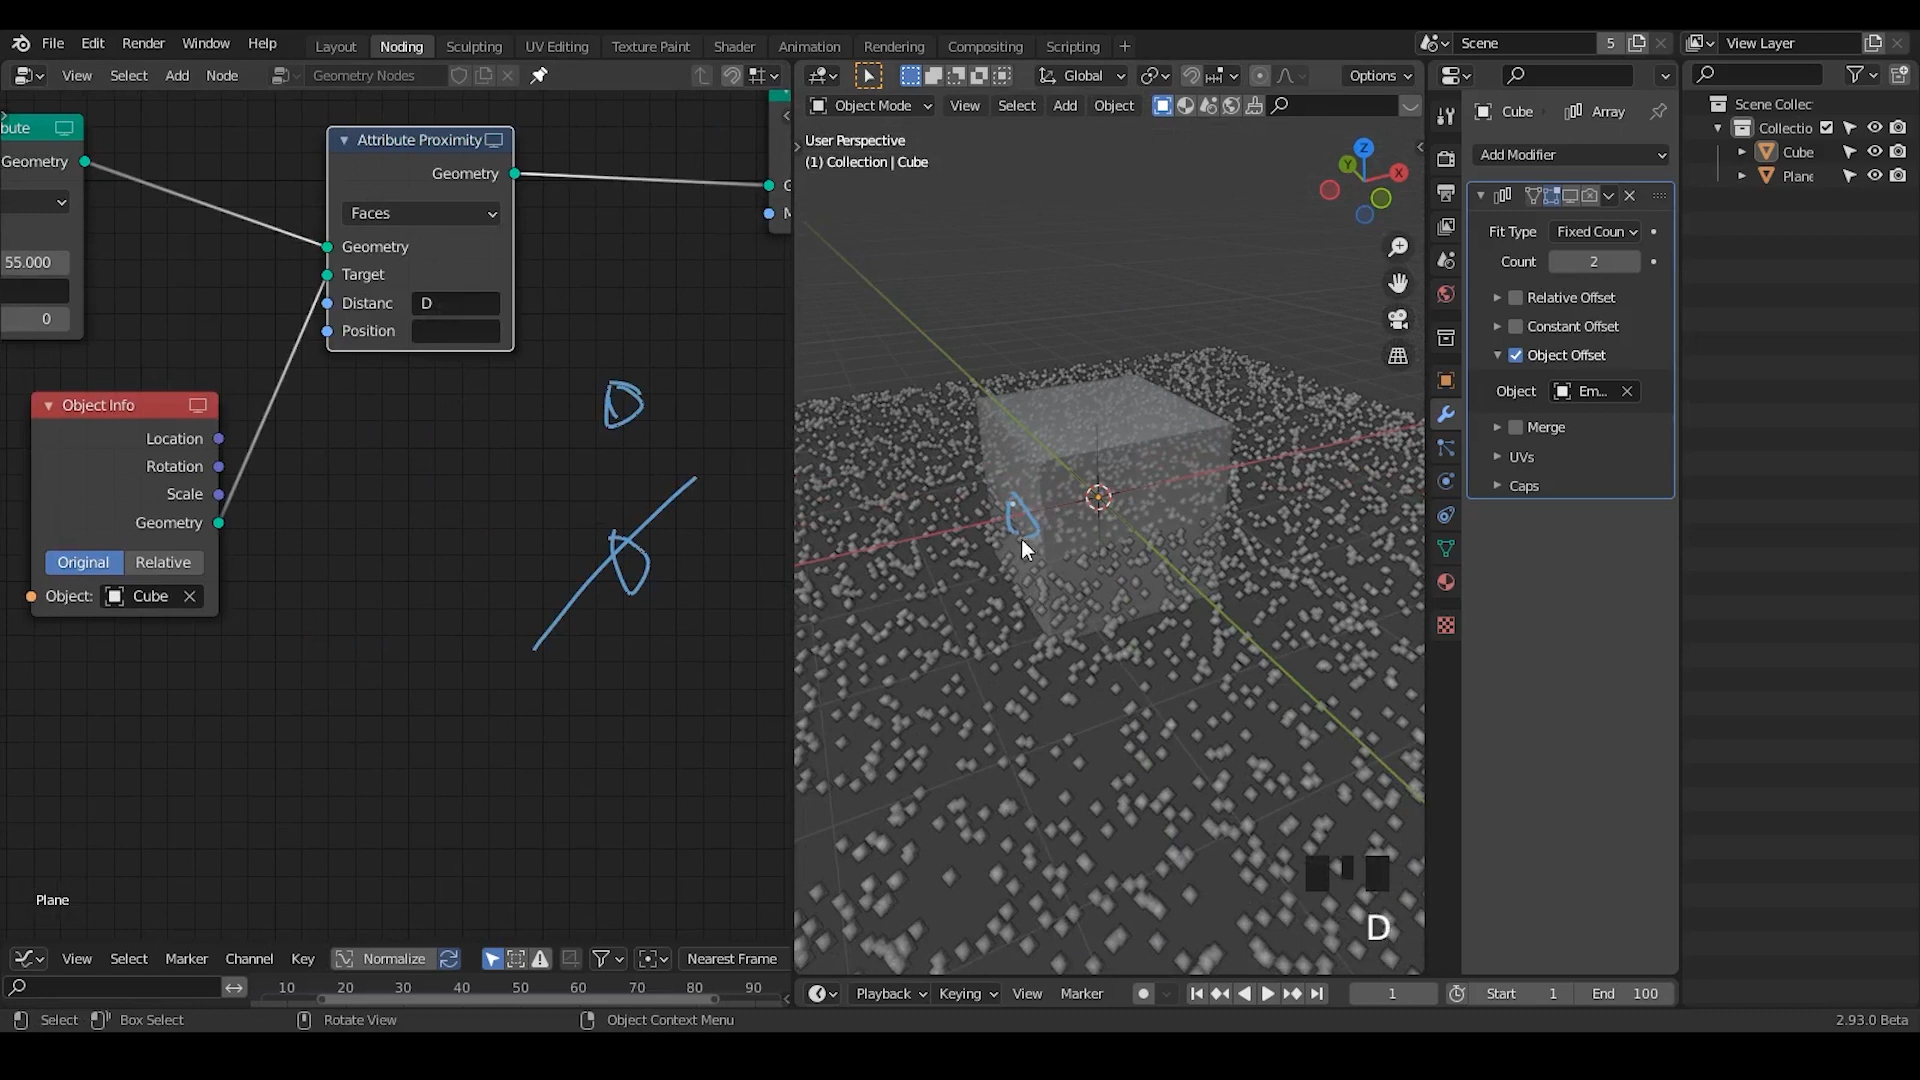 File Edit Render Window Help Layout Noding Sculpting UV Editing Texture Paint Shader Animation Rendering Compositing Scripting Scene 5 View Layer
View Select Add Node Geometry Nodes
Global Options
Object Mode View Select Add Object
User Perspective
(1) Collection | Cube
bute
Geometry
55.000
0
Attribute Proximity
Geometry
Faces
Geometry
Target
Distanc D
Position
G
M
Object Info
Location
Rotation
Scale
Geometry
Original Relative
Object: Cube
D
D
D
Plane
X
Y
Z
D
Cube Array
Add Modifier
Fit Type Fixed Coun
Count 2
Relative Offset
Constant Offset
Object Offset
Object Em...
Merge
UVs
Caps
Scene Collec
Collectio
Cube
Plane
View Select Marker Channel Key Normalize Nearest Frame
10 20 30 40 50 60 70 80 90
Playback Keying View Marker 1 Start 1 End 100
Select Box Select Rotate View Object Context Menu 2.93.0 Beta